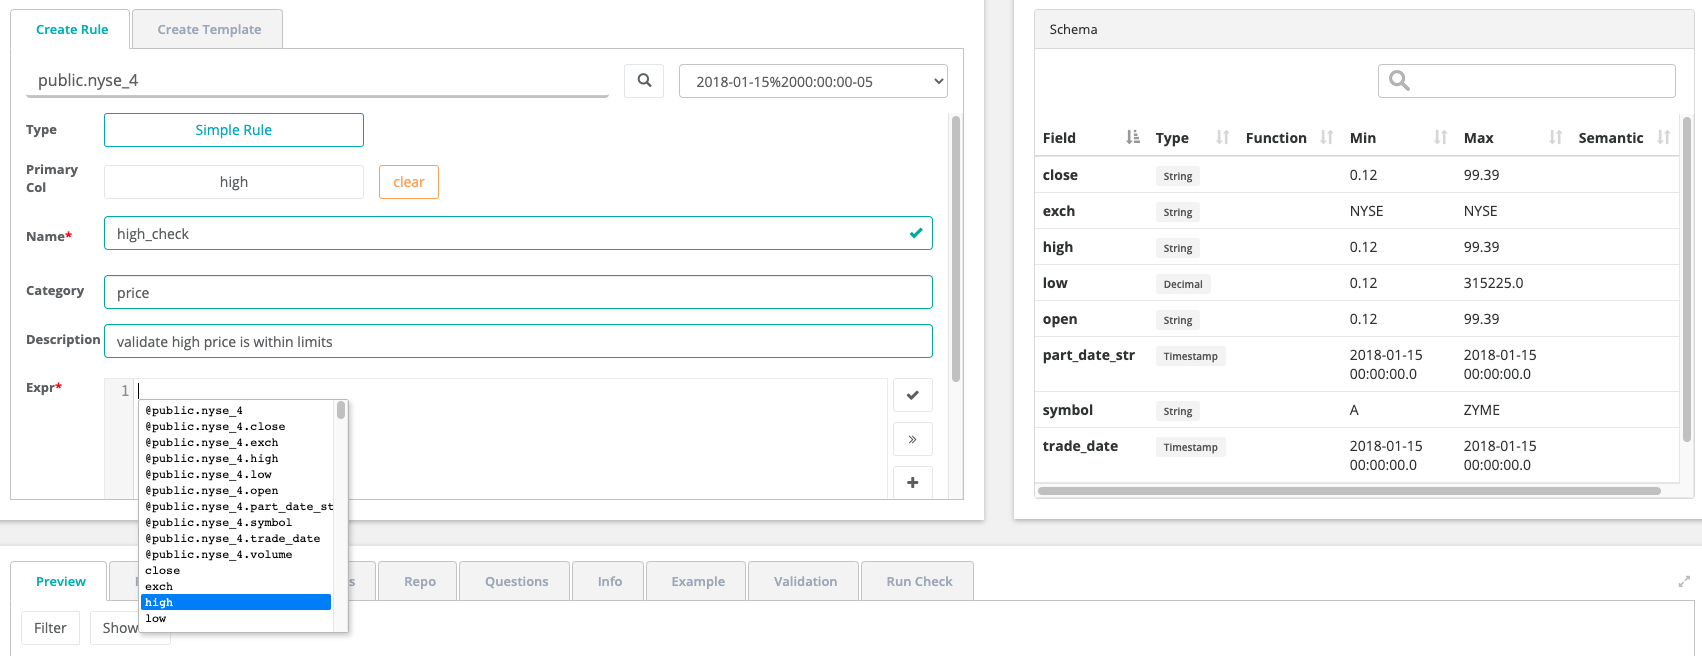 Create Rule
Create Template
public.nyse_4
2018-01-15%2000:00:00-05
Type
Simple Rule
Primary Col
high
clear
Name*
high_check
Category
price
Description
validate high price is within limits
Expr*
1
@public.nyse_4
@public.nyse_4.close
@public.nyse_4.exch
@public.nyse_4.high
@public.nyse_4.low
@public.nyse_4.open
@public.nyse_4.part_date_st
@public.nyse_4.symbol
@public.nyse_4.trade_date
@public.nyse_4.volume
close
exch
high
low
Schema
Field Type Function Min Max Semantic
close String 0.12 99.39
exch String NYSE NYSE
high String 0.12 99.39
low Decimal 0.12 315225.0
open String 0.12 99.39
part_date_str Timestamp 2018-01-15 00:00:00.0 2018-01-15 00:00:00.0
symbol String A ZYME
trade_date Timestamp 2018-01-15 00:00:00.0 2018-01-15 00:00:00.0
Preview
Repo
Questions
Info
Example
Validation
Run Check
Filter
Show